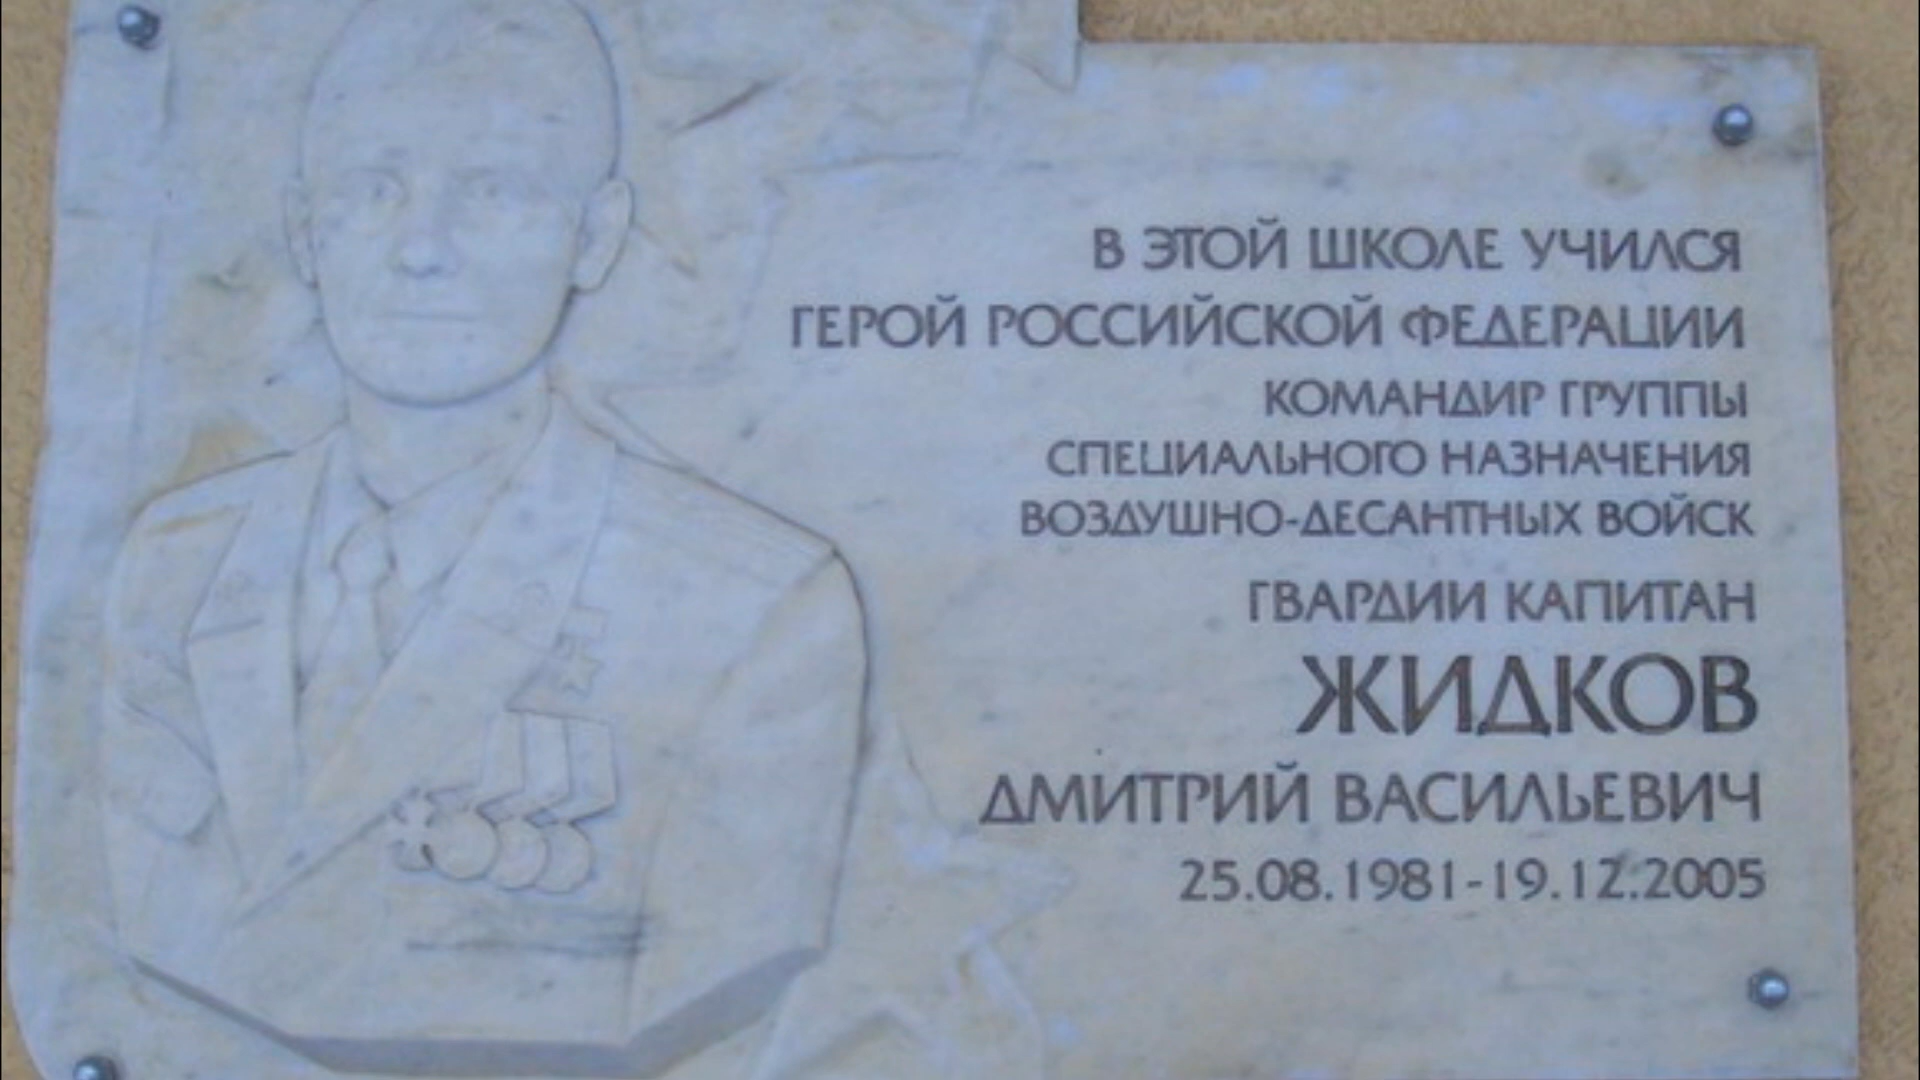 В ЭТОЙ ШКОЛЕ УЧИЛСЯ
ГЕРОЙ РОССИЙСКОЙ ФЕДЕРАЦИИ
КОМАНДИР ГРУППЫ
СПЕЦИАЛЬНОГО НАЗНАЧЕНИЯ
ВОЗДУШНО-ДЕСАНТНЫХ ВОЙСК
ГВАРДИИ КАПИТАН
ЖИДКОВ
ДМИТРИЙ ВАСИЛЬЕВИЧ
25.08.1981-19.12.2005